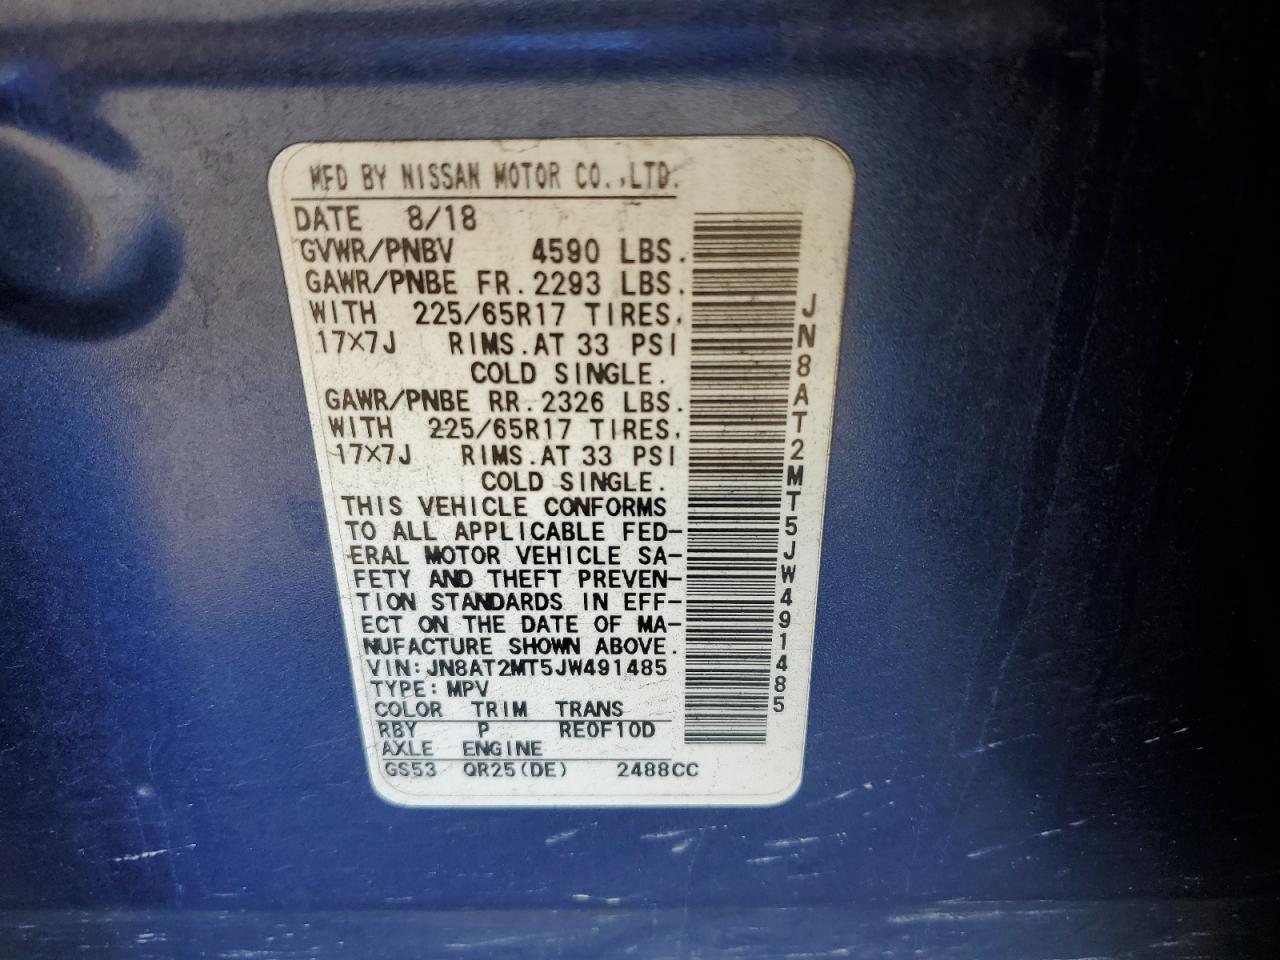 MFD BY NISSAN MOTOR CO.,LTD.
DATE 8/18
GVWR/PNBV 4590 LBS.
GAWR/PNBE FR.2293 LBS.
WITH 225/65R17 TIRES,
17×7J RIMS.AT 33 PSI
COLD SINGLE.
GAWR/PNBE RR.2326 LBS.
WITH 225/65R17 TIRES,
17×7J RIMS.AT 33 PSI
COLD SINGLE.
THIS VEHICLE CONFORMS
TO ALL APPLICABLE FED-
ERAL MOTOR VEHICLE SA-
FETY AND THEFT PREVEN-
TION STANDARDS IN EFF-
ECT ON THE DATE OF MA-
NUFACTURE SHOWN ABOVE.
VIN:JN8AT2MT5JW491485
TYPE:MPV
COLOR TRIM TRANS
RBY P RE0F10D
AXLE ENGINE
GS53 QR25(DE) 2488CC
JN8AT2MT5JW491485